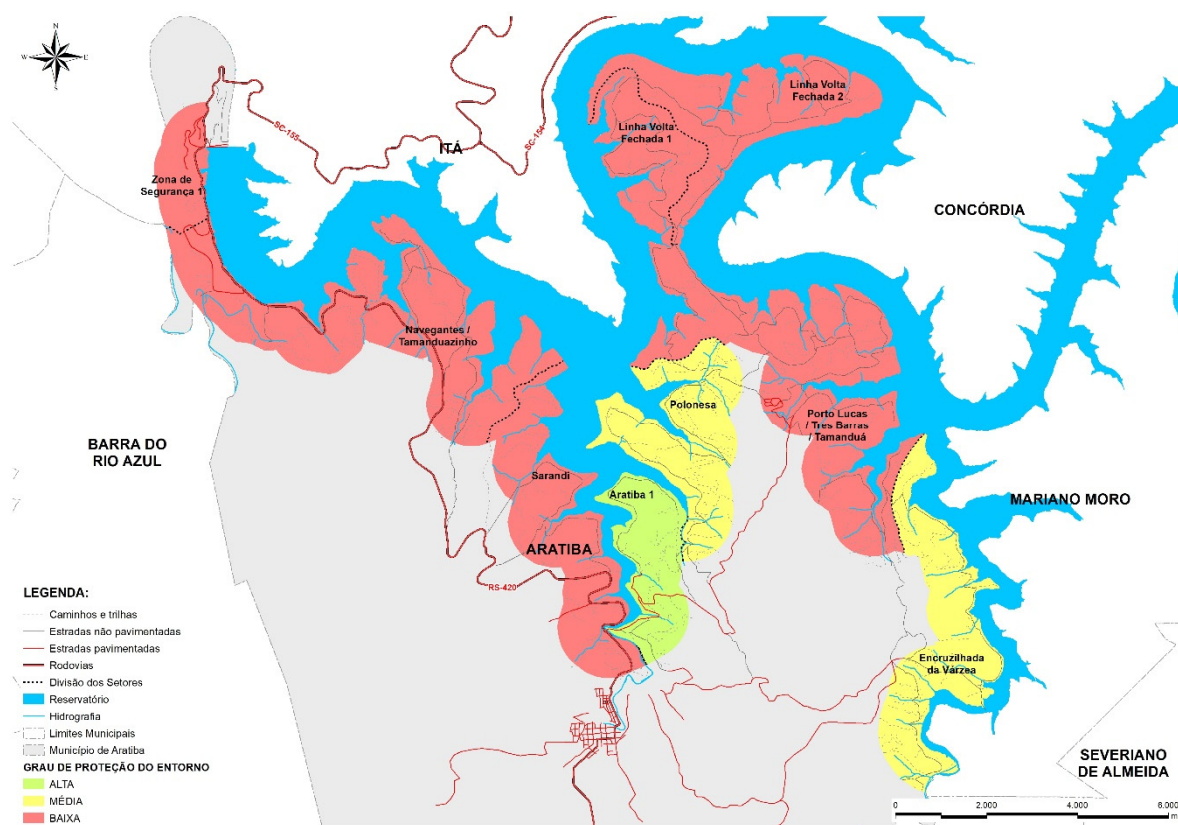 N
W
E
S
SC-155
SC-154
ITÁ
Linha Volta
Fechada 2
Linha Volta
Fechada 1
Zona de
Segurança 1
CONCÓRDIA
Navegantes /
Tamanduazinho
Polonesa
Porto Lucas
/ Três Barras
/ Tamanduá
BARRA DO
RIO AZUL
Sarandi
Aratiba 1
MARIANO MORO
ARATIBA
RS-420
Encruzilhada
da Várzea
SEVERIANO
DE ALMEIDA
LEGENDA:
Caminhos e trilhas
Estradas não pavimentadas
Estradas pavimentadas
Rodovias
Divisão dos Setores
Reservatório
Hidrografia
Limites Municipais
Município de Aratiba
GRAU DE PROTEÇÃO DO ENTORNO
ALTA
MÉDIA
BAIXA
0 2.000 4.000 6.000
m